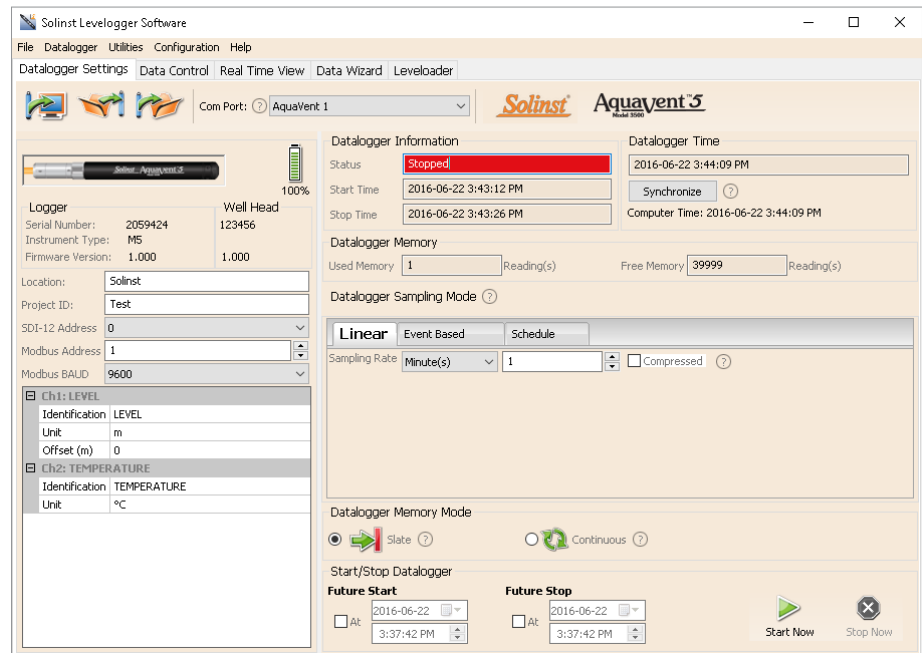 Solinst Levelogger Software
File Datalogger Utilities Configuration Help
Datalogger Settings Data Control Real Time View Data Wizard Leveloader
Com Port: ? AquaVent 1
Solinst®
Aquavent™5
Model 3500
Solinst Aquavent 5
100%
Logger
Well Head
Serial Number: 2059424 123456
Instrument Type: M5
Firmware Version: 1.000 1.000
Location: Solinst
Project ID: Test
SDI-12 Address 0
Modbus Address 1
Modbus BAUD 9600
Ch1: LEVEL
Identification LEVEL
Unit m
Offset (m) 0
Ch2: TEMPERATURE
Identification TEMPERATURE
Unit °C
Datalogger Information
Status Stopped
Start Time 2016-06-22 3:43:12 PM
Stop Time 2016-06-22 3:43:26 PM
Datalogger Time
2016-06-22 3:44:09 PM
Synchronize ?
Computer Time: 2016-06-22 3:44:09 PM
Datalogger Memory
Used Memory 1 Reading(s) Free Memory 39999 Reading(s)
Datalogger Sampling Mode ?
Linear Event Based Schedule
Sampling Rate Minute(s) 1 Compressed ?
Datalogger Memory Mode
Slate ? Continuous ?
Start/Stop Datalogger
Future Start Future Stop
At 2016-06-22 At 2016-06-22
3:37:42 PM 3:37:42 PM
Start Now Stop Now